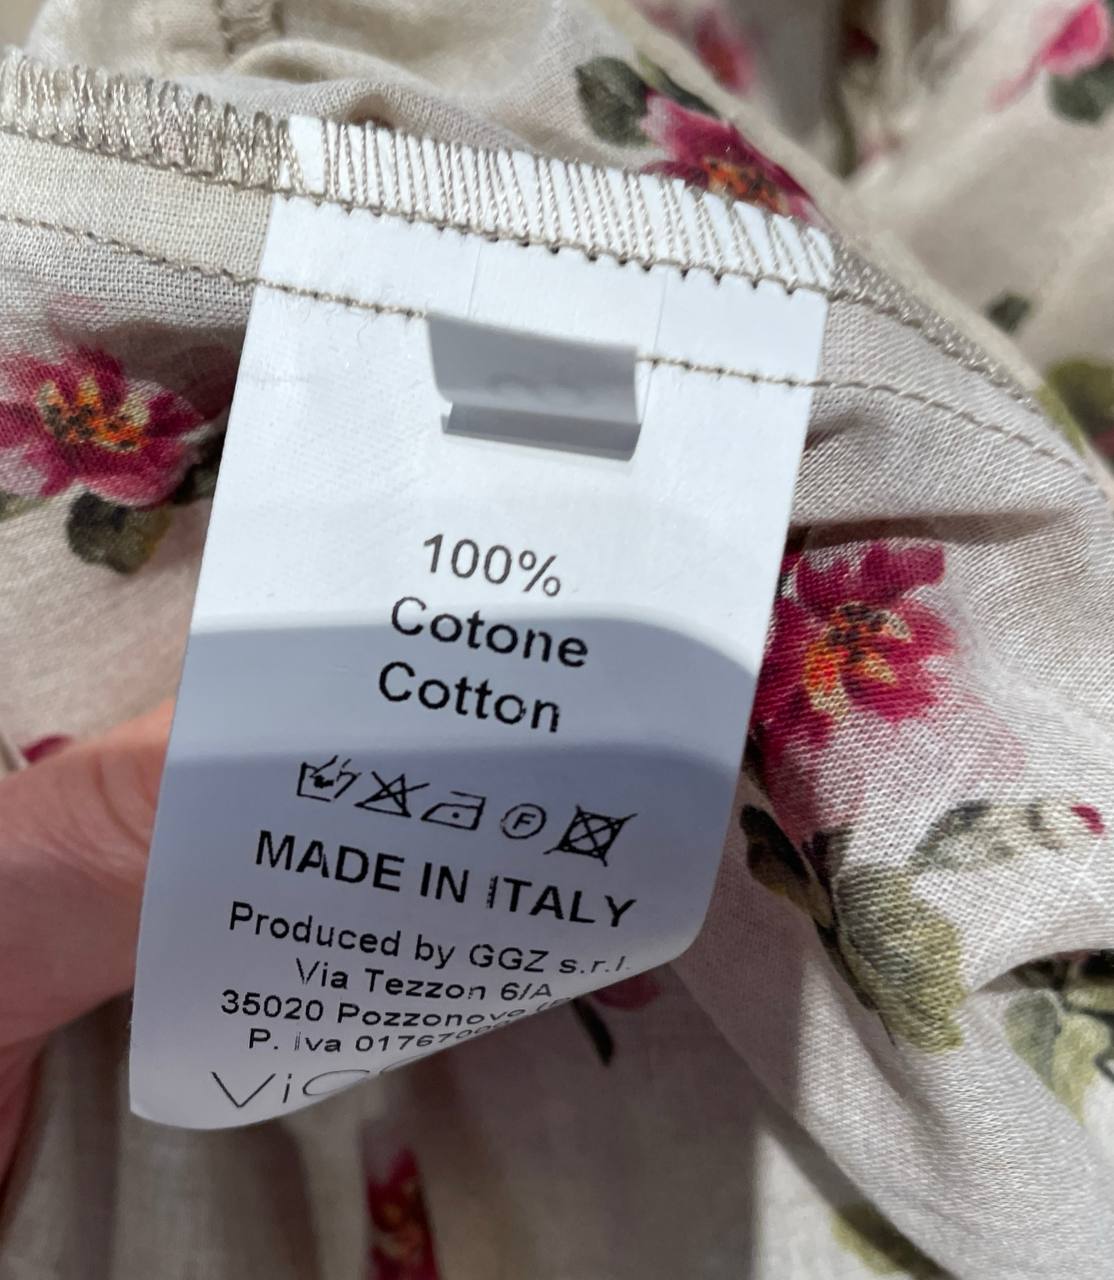 100%
Cotone
Cotton
F
MADE IN ITALY
Produced by GGZ s.r.l.
Via Tezzon 6/A
35020 Pozzonovo
P. iva